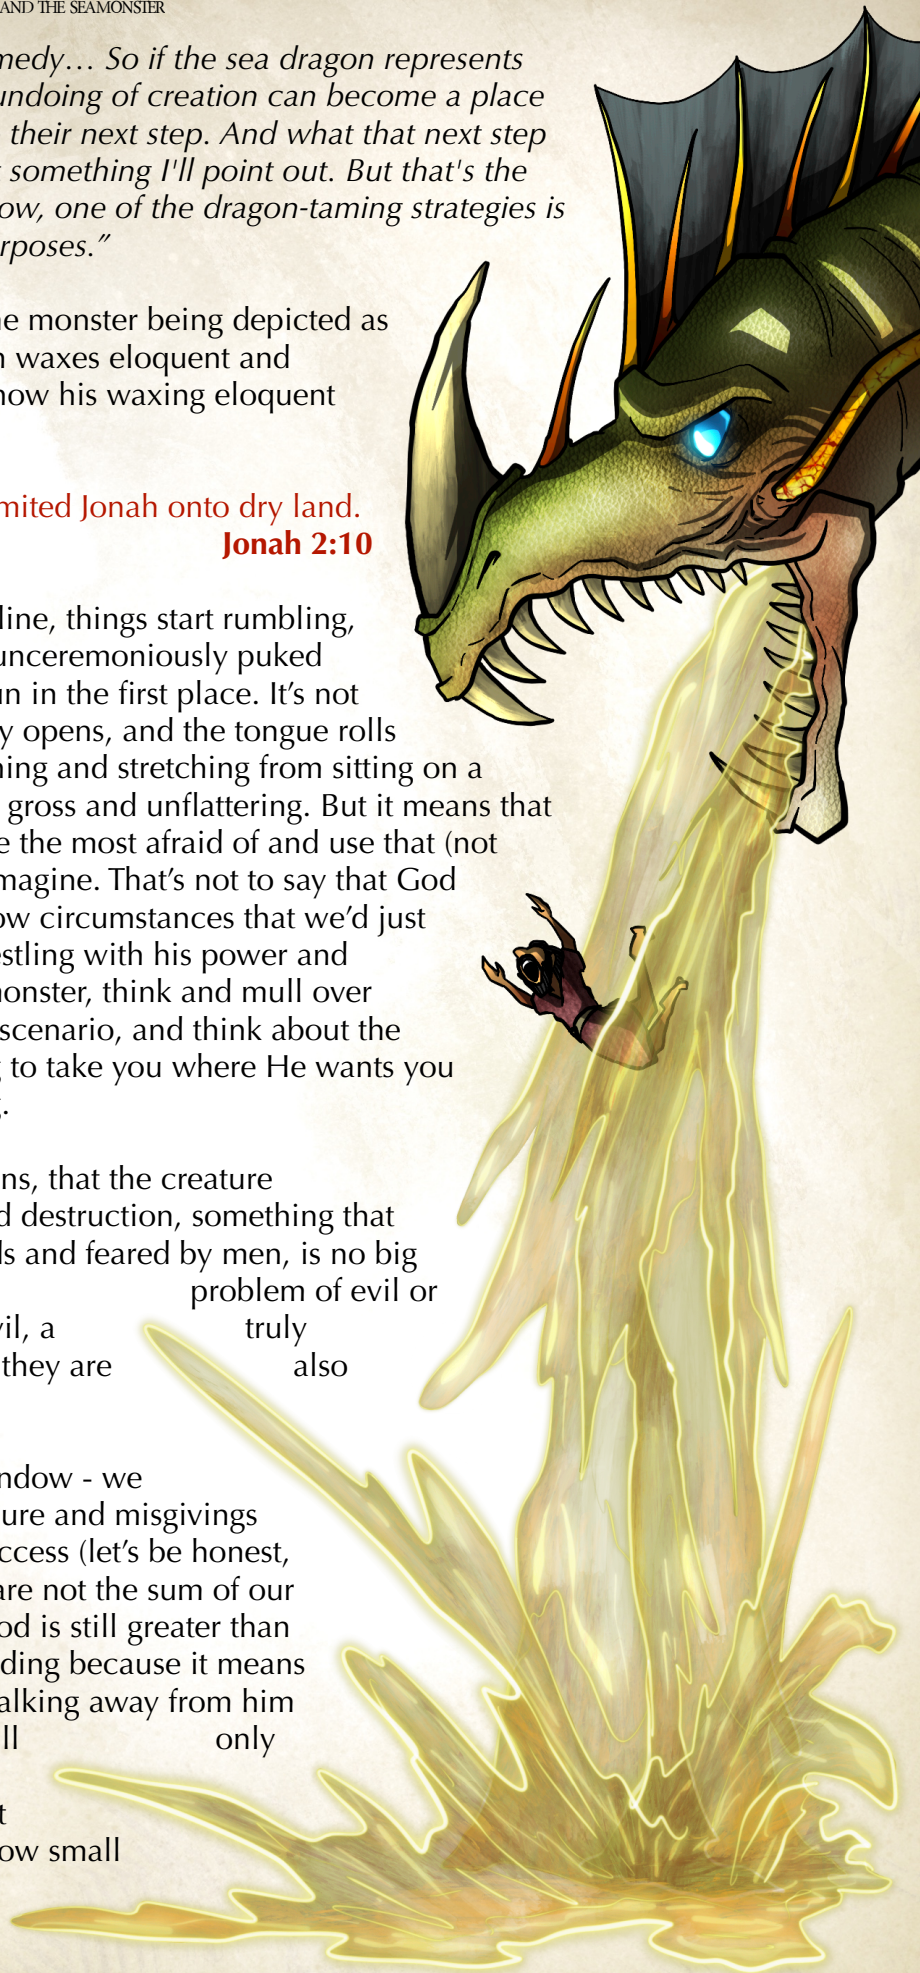 AND THE SEAMONSTER
medy… So if the sea dragon represents
undoing of creation can become a place
their next step. And what that next step
something I'll point out. But that's the
ow, one of the dragon-taming strategies is
rposes.”
ne monster being depicted as
n waxes eloquent and
how his waxing eloquent
mited Jonah onto dry land.
Jonah 2:10
line, things start rumbling,
unceremoniously puked
un in the first place. It’s not
y opens, and the tongue rolls
ning and stretching from sitting on a
gross and unflattering. But it means that
e the most afraid of and use that (not
magine. That’s not to say that God
ow circumstances that we’d just
estling with his power and
monster, think and mull over
scenario, and think about the
g to take you where He wants you
g.
ns, that the creature
d destruction, something that
ds and feared by men, is no big
problem of evil or
vil, a truly
they are also
ndow - we
ure and misgivings
ccess (let’s be honest,
are not the sum of our
od is still greater than
ding because it means
alking away from him
ll only
t
ow small